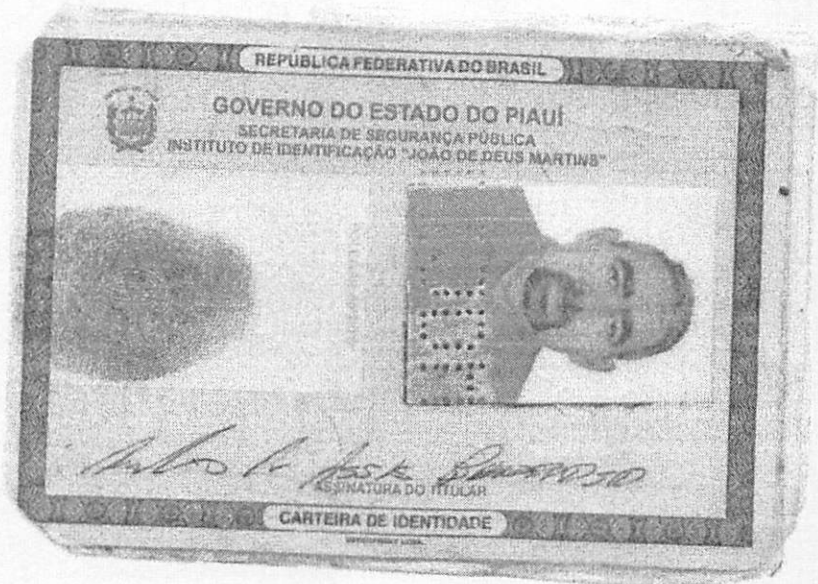 REPÚBLICA FEDERATIVA DO BRASIL
GOVERNO DO ESTADO DO PIAUÍ
SECRETARIA DE SEGURANÇA PÚBLICA
INSTITUTO DE IDENTIFICAÇÃO "JOÃO DE DEUS MARTINS"
ASSINATURA DO TITULAR
CARTEIRA DE IDENTIDADE